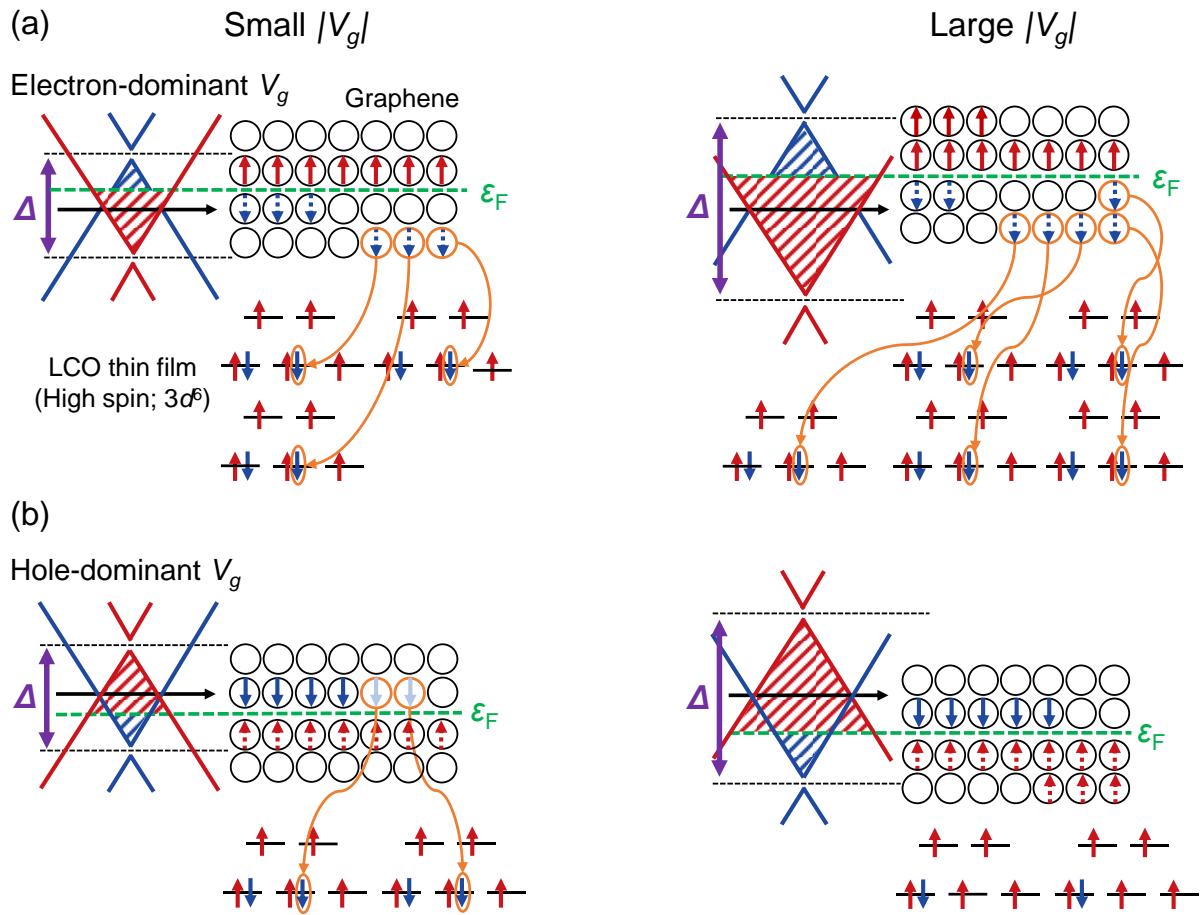 (a)
Small |Vg|
Large |Vg|
Electron-dominant Vg
Graphene
Δ
εF
Δ
εF
LCO thin film
(High spin; 3d⁶)
(b)
Hole-dominant Vg
Δ
εF
Δ
εF